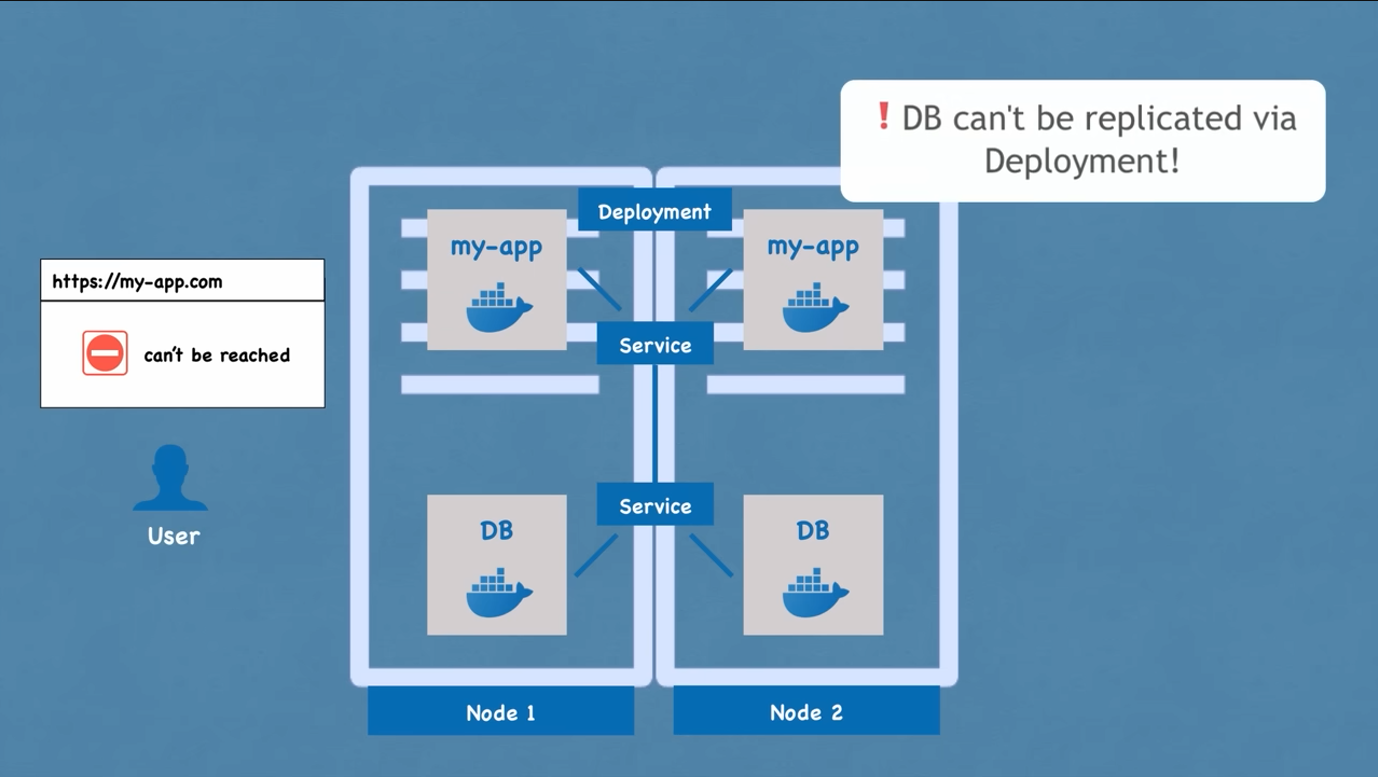 ❗DB can't be replicated via
Deployment!
Deployment
my-app
my-app
https://my-app.com
can't be reached
Service
Service
DB
DB
User
Node 1
Node 2